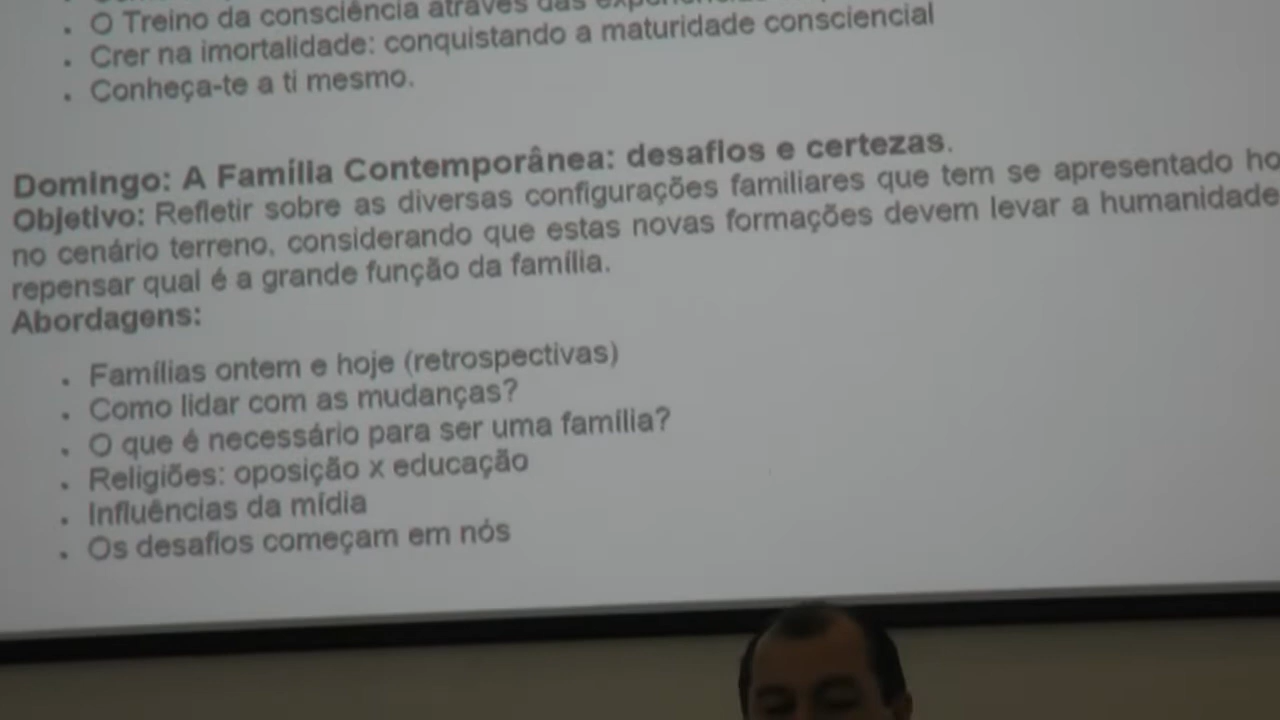 . O Treino da consciência através das
. Crer na imortalidade: conquistando a maturidade consciencial
. Conheça-te a ti mesmo.
Domingo: A Família Contemporânea: desafios e certezas.
Objetivo: Refletir sobre as diversas configurações familiares que tem se apresentado
no cenário terreno, considerando que estas novas formações devem levar a humanidade
repensar qual é a grande função da família.
Abordagens:
. Famílias ontem e hoje (retrospectivas)
. Como lidar com as mudanças?
. O que é necessário para ser uma família?
. Religiões: oposição x educação
. Influências da mídia
. Os desafios começam em nós